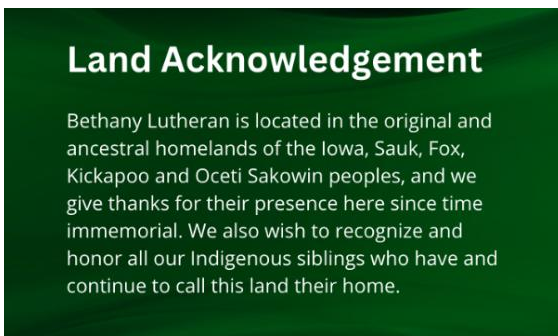 Land Acknowledgement
Bethany Lutheran is located in the original and
ancestral homelands of the Iowa, Sauk, Fox,
Kickapoo and Oceti Sakowin peoples, and we
give thanks for their presence here since time
immemorial. We also wish to recognize and
honor all our Indigenous siblings who have and
continue to call this land their home.